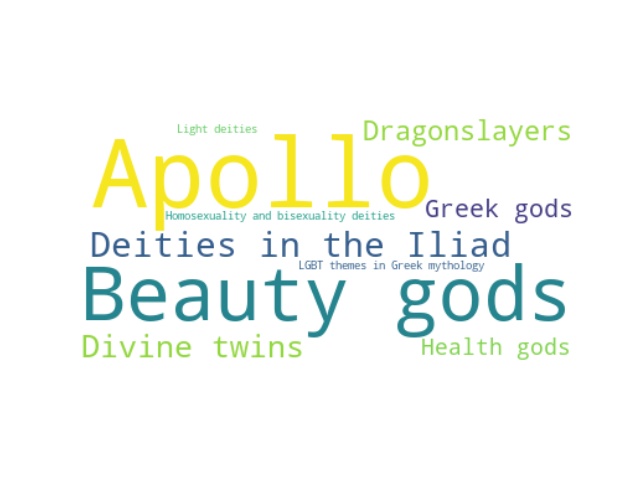 Light deities
Dragonslayers
Apollo
Greek gods
Homosexuality and bisexuality deities
Deities in the Iliad
LGBT themes in Greek mythology
Beauty gods
Divine twins
Health gods